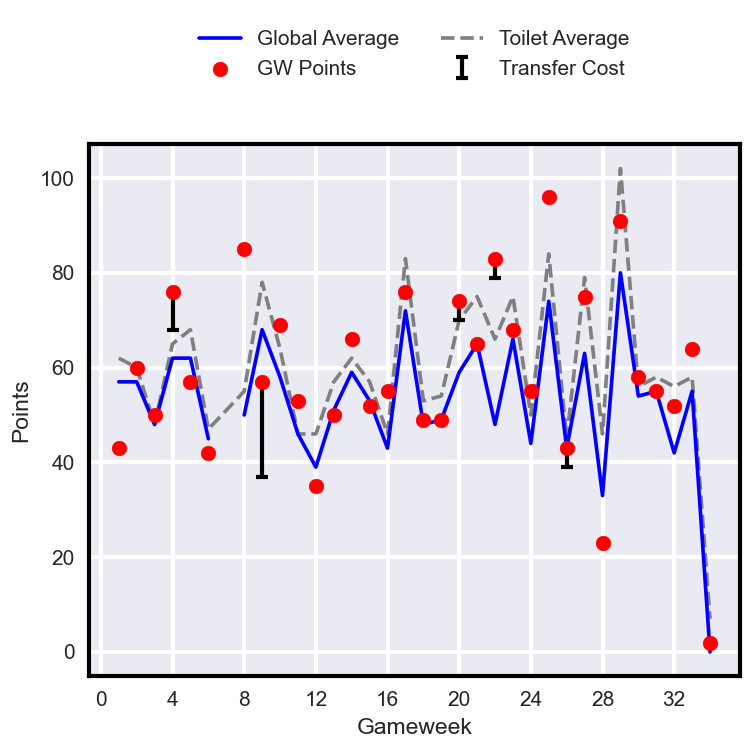 Global Average
Toilet Average
GW Points
Transfer Cost
100
80
60
40
20
0
Points
0 4 8 12 16 20 24 28 32
Gameweek